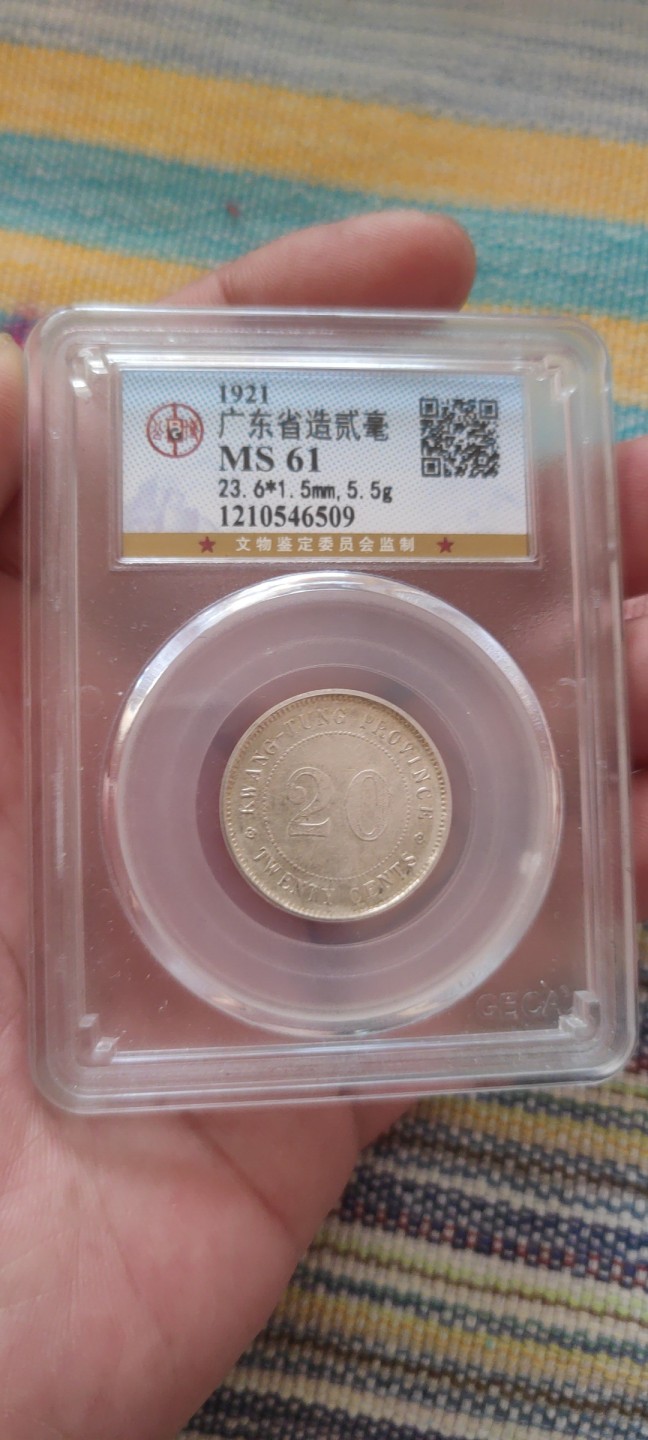 1921
广东省造贰毫
MS 61
23.6*1.5mm,5.5g
1210546509
★ 文物鉴定委员会监制 ★
KWANG-TUNG PROVINCE
20
TWENTY CENTS
GECA